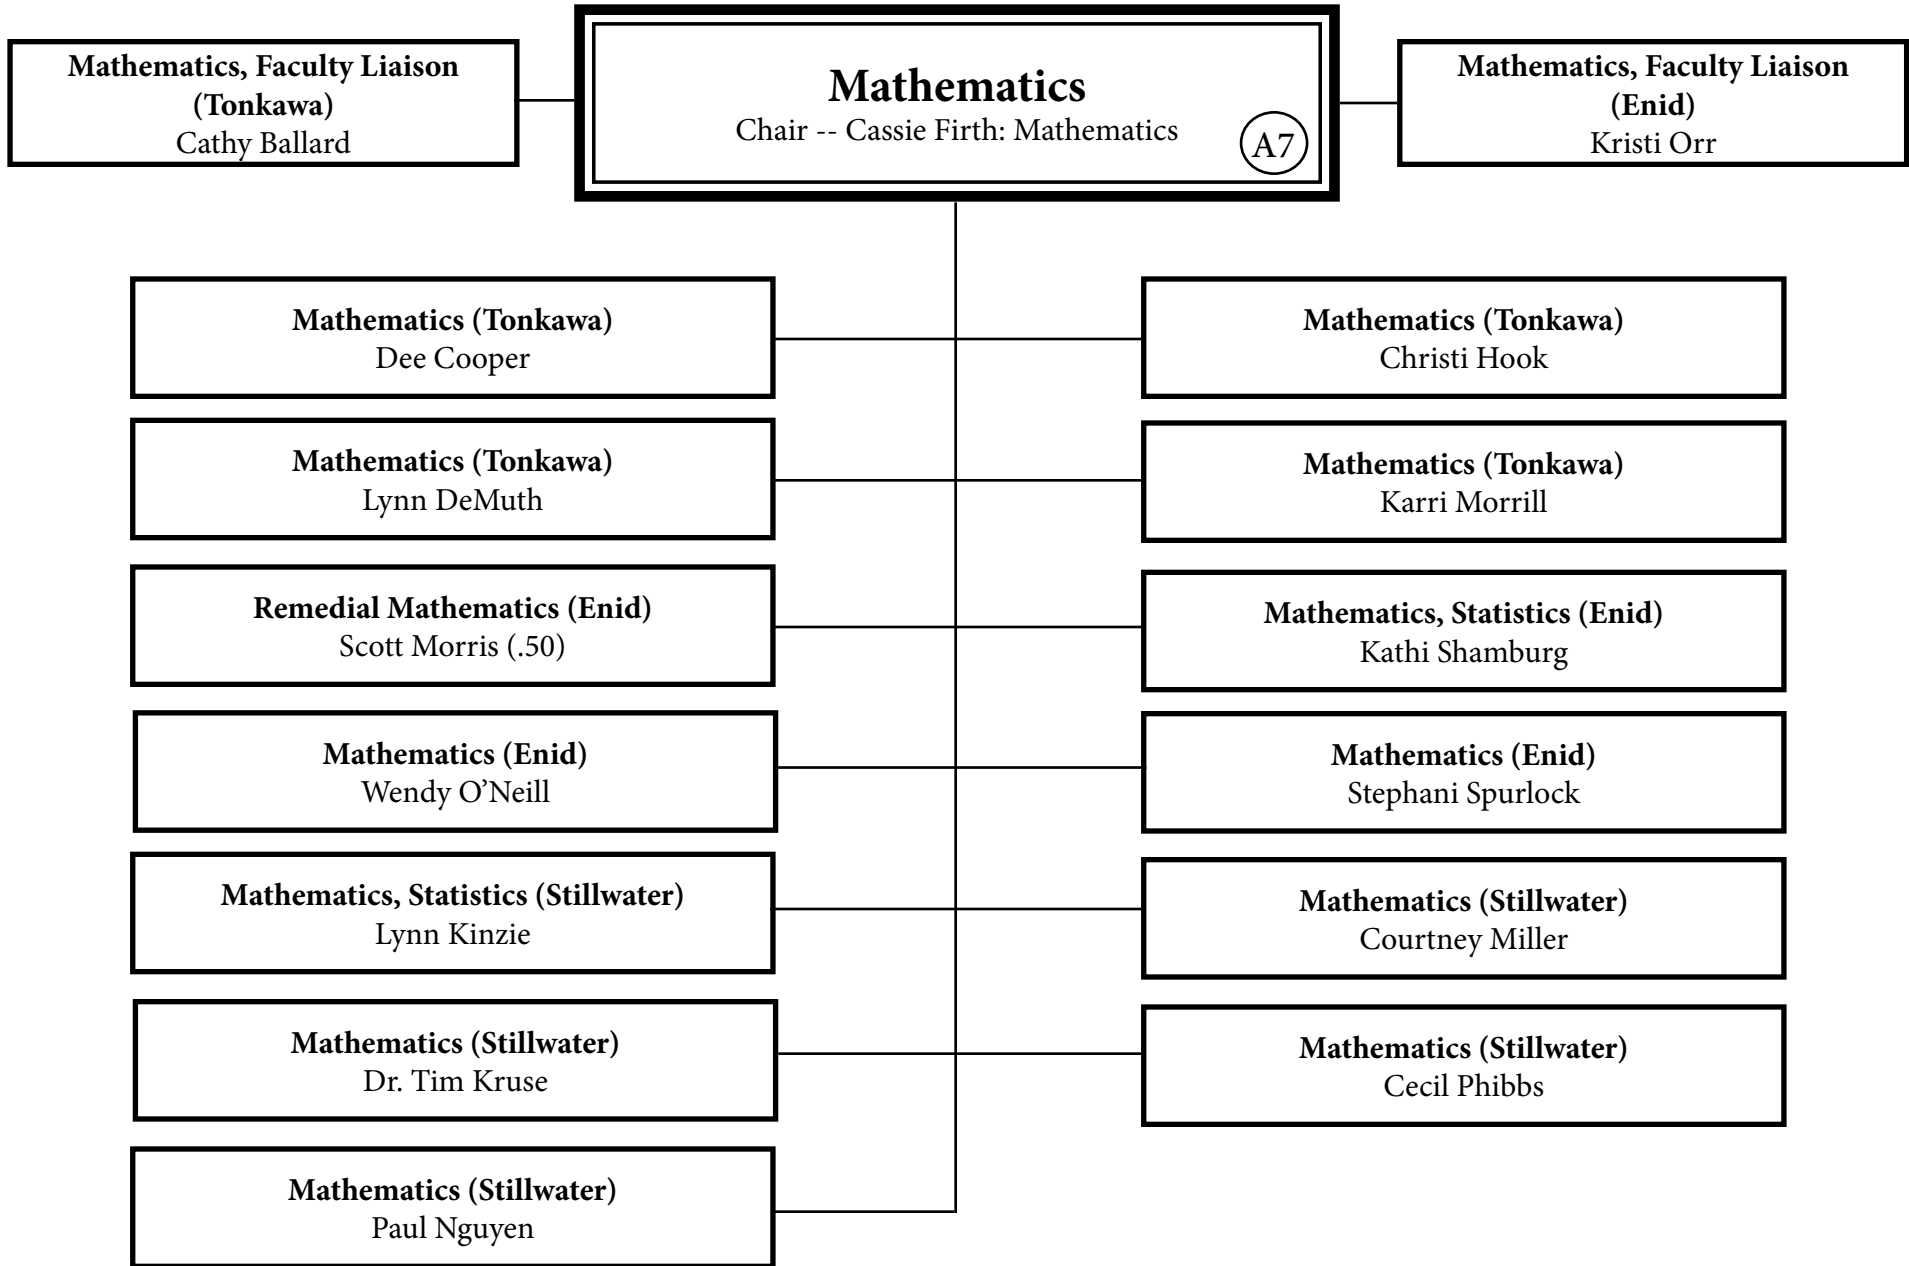 Mathematics, Faculty Liaison
(Tonkawa)
Cathy Ballard
Mathematics
Chair -- Cassie Firth: Mathematics
A7
Mathematics, Faculty Liaison
(Enid)
Kristi Orr
Mathematics (Tonkawa)
Dee Cooper
Mathematics (Tonkawa)
Christi Hook
Mathematics (Tonkawa)
Lynn DeMuth
Mathematics (Tonkawa)
Karri Morrill
Remedial Mathematics (Enid)
Scott Morris (.50)
Mathematics, Statistics (Enid)
Kathi Shamburg
Mathematics (Enid)
Wendy O’Neill
Mathematics (Enid)
Stephani Spurlock
Mathematics, Statistics (Stillwater)
Lynn Kinzie
Mathematics (Stillwater)
Courtney Miller
Mathematics (Stillwater)
Dr. Tim Kruse
Mathematics (Stillwater)
Cecil Phibbs
Mathematics (Stillwater)
Paul Nguyen